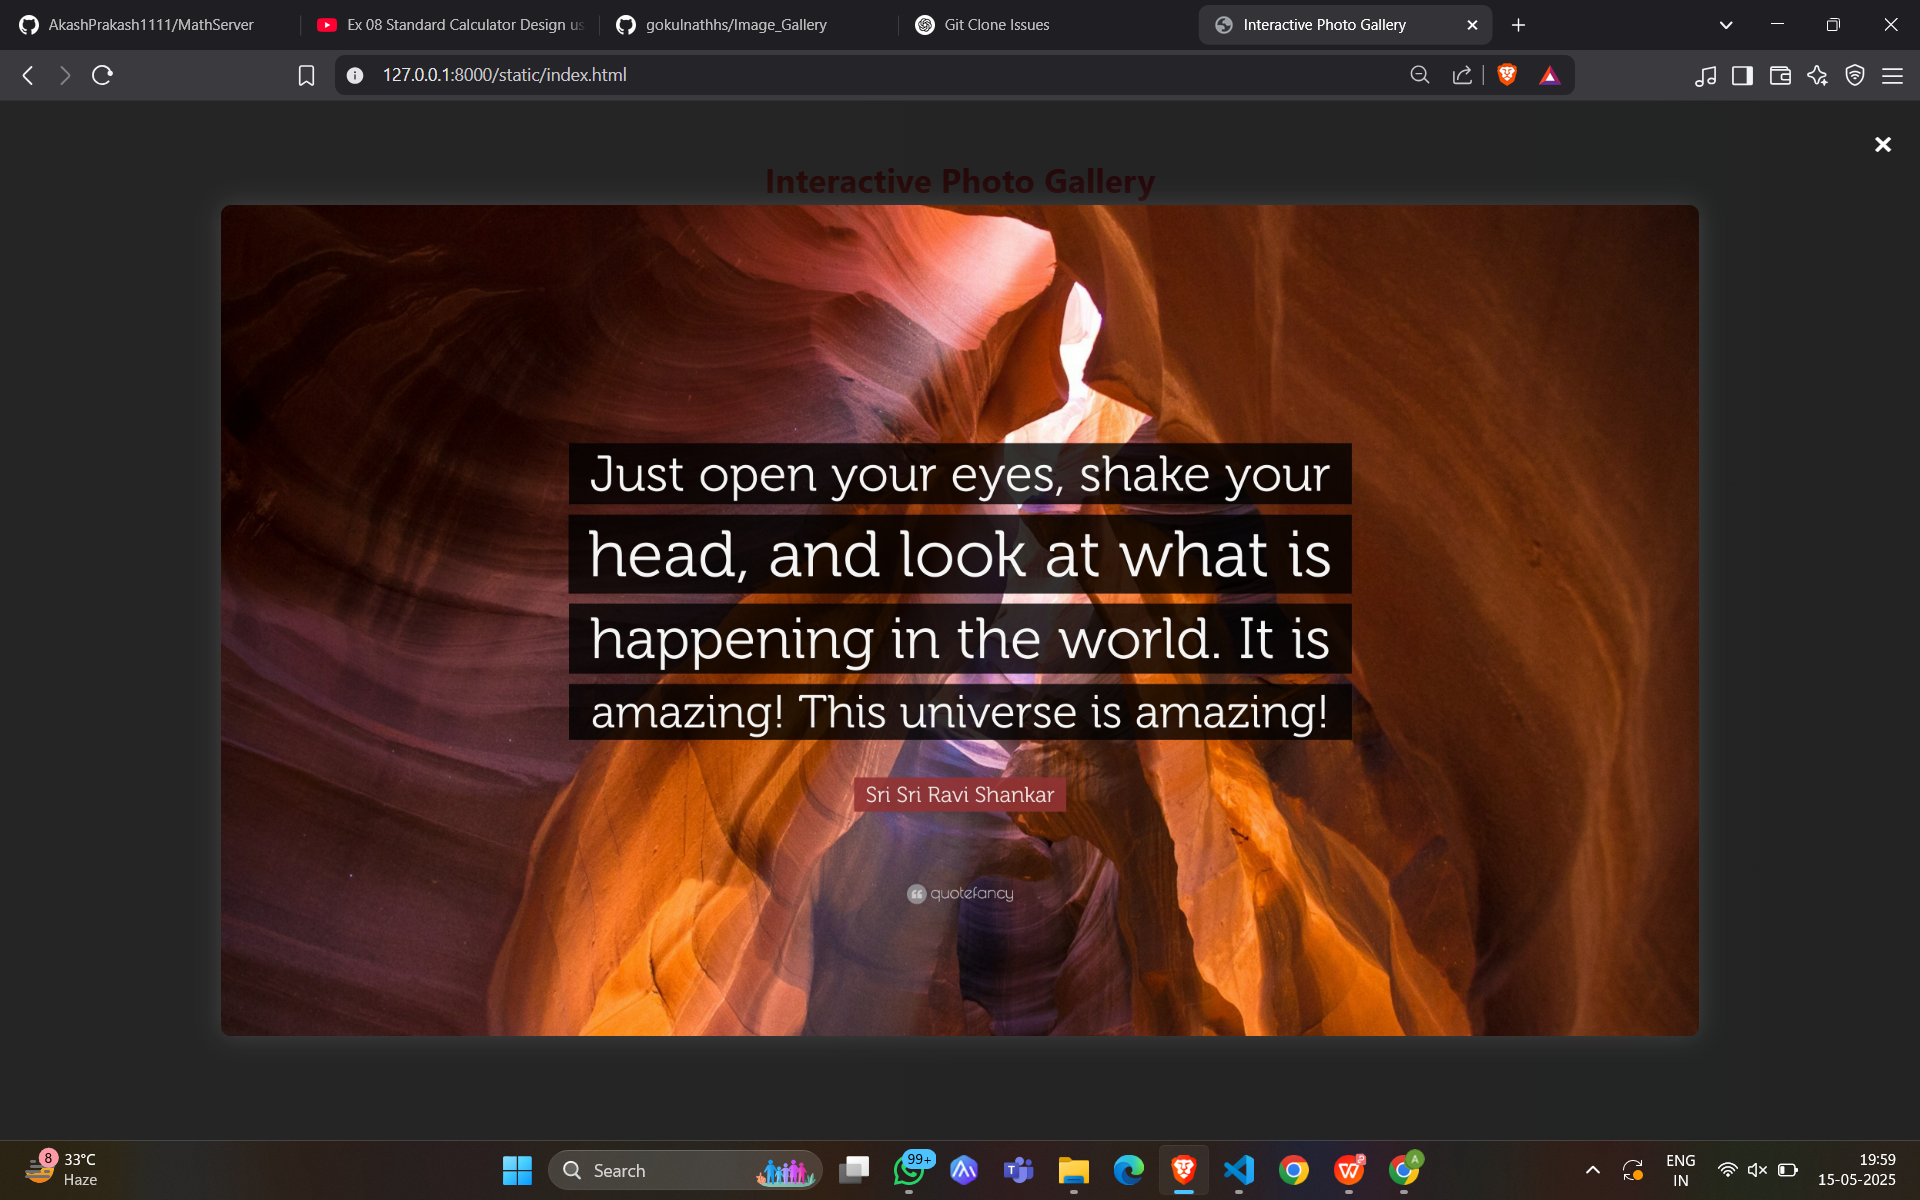 AkashPrakash1111/MathServer
Ex 08 Standard Calculator Design us
gokulnathhs/Image_Gallery
Git Clone Issues
Interactive Photo Gallery
127.0.0.1:8000/static/index.html
Interactive Photo Gallery
Just open your eyes, shake your
head, and look at what is
happening in the world. It is
amazing! This universe is amazing!
Sri Sri Ravi Shankar
quotefancy
8
33°C
Haze
Search
99+
A
ENG
IN
19:59
15-05-2025